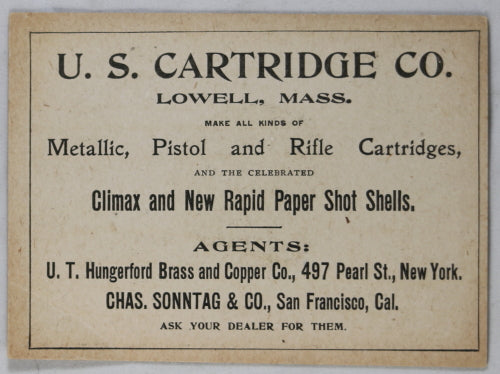 U. S. CARTRIDGE CO.
LOWELL, MASS.
MAKE ALL KINDS OF
Metallic, Pistol and Rifle Cartridges,
AND THE CELEBRATED
Climax and New Rapid Paper Shot Shells.
AGENTS:
U. T. Hungerford Brass and Copper Co., 497 Pearl St., New York.
CHAS. SONNTAG & CO., San Francisco, Cal.
ASK YOUR DEALER FOR THEM.